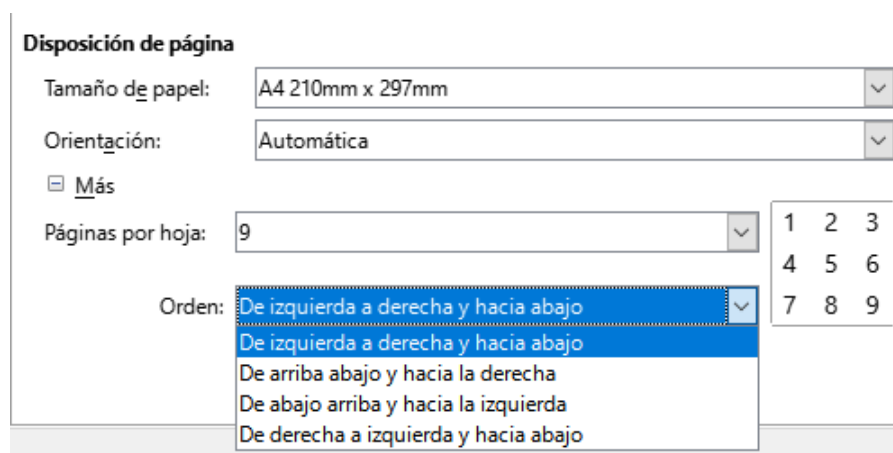 Disposición de página
Tamaño de papel: A4 210mm x 297mm
Orientación: Automática
Más
Páginas por hoja: 9
1 2 3
4 5 6
7 8 9
Orden: De izquierda a derecha y hacia abajo
De izquierda a derecha y hacia abajo
De arriba abajo y hacia la derecha
De abajo arriba y hacia la izquierda
De derecha a izquierda y hacia abajo